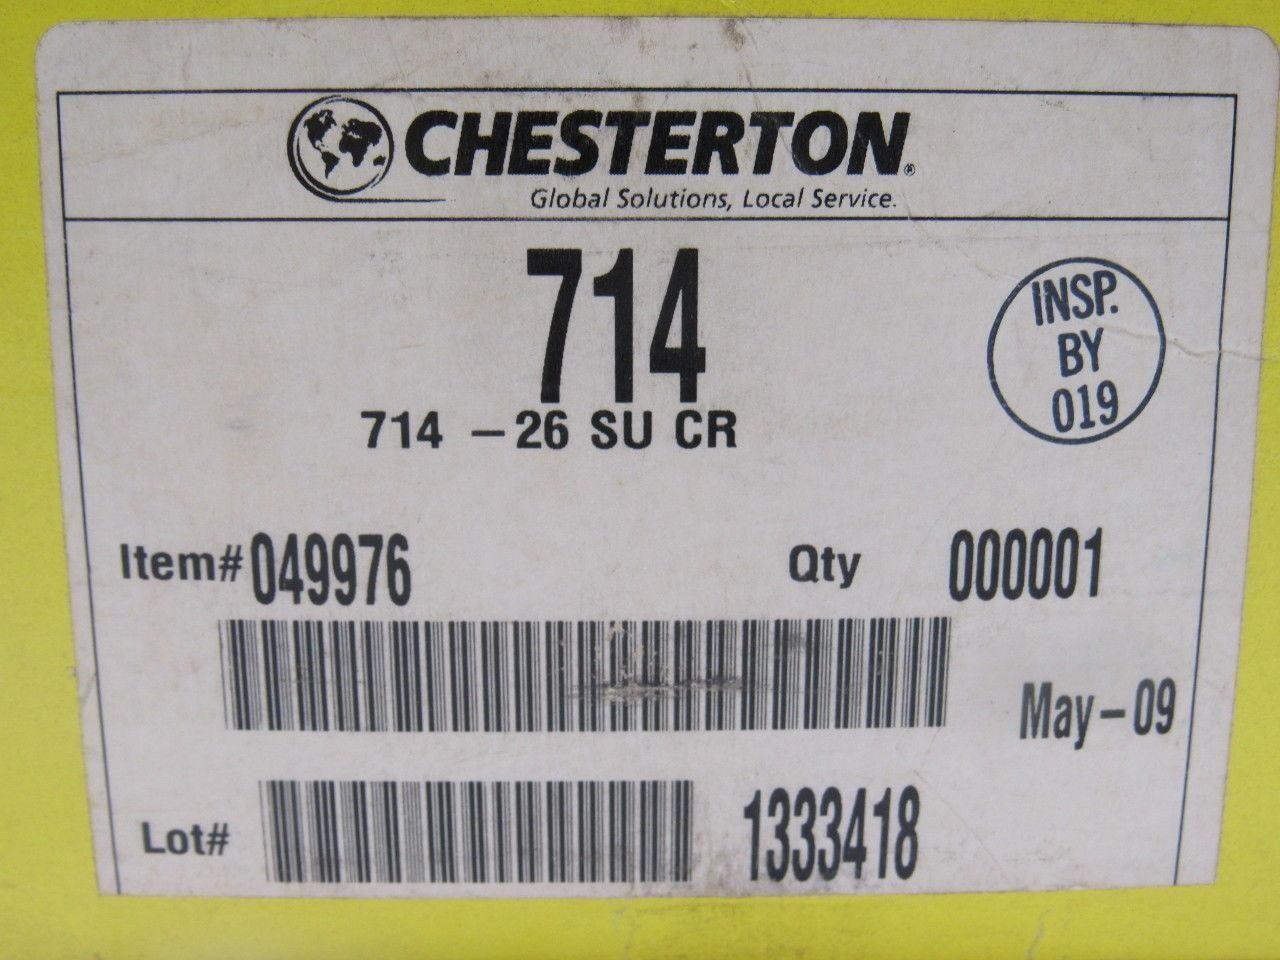 CHESTERTON®
Global Solutions, Local Service.
714
714 -26 SU CR
INSP.
BY
019
Item# 049976
Qty 000001
May-09
Lot# 1333418